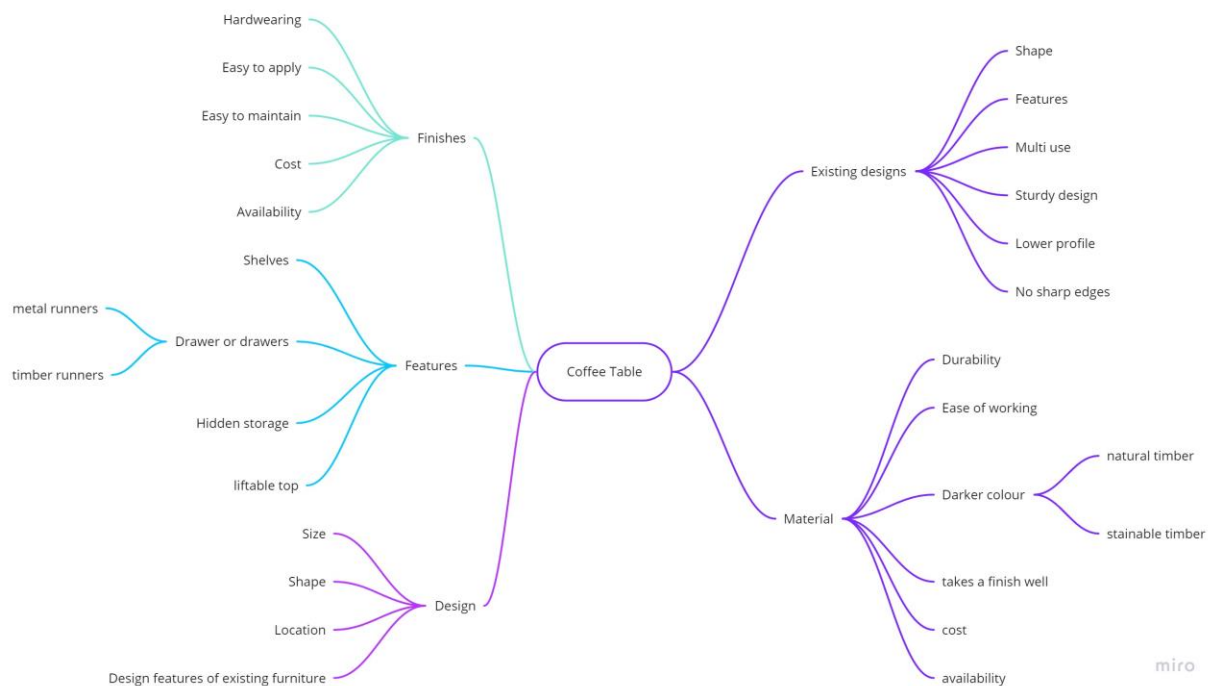 Hardwearing
Easy to apply
Easy to maintain
Cost
Availability
Finishes
Shelves
metal runners
timber runners
Drawer or drawers
Hidden storage
liftable top
Features
Size
Shape
Location
Design features of existing furniture
Design
Coffee Table
Existing designs
Shape
Features
Multi use
Sturdy design
Lower profile
No sharp edges
Material
Durability
Ease of working
Darker colour
natural timber
stainable timber
takes a finish well
cost
availability
miro